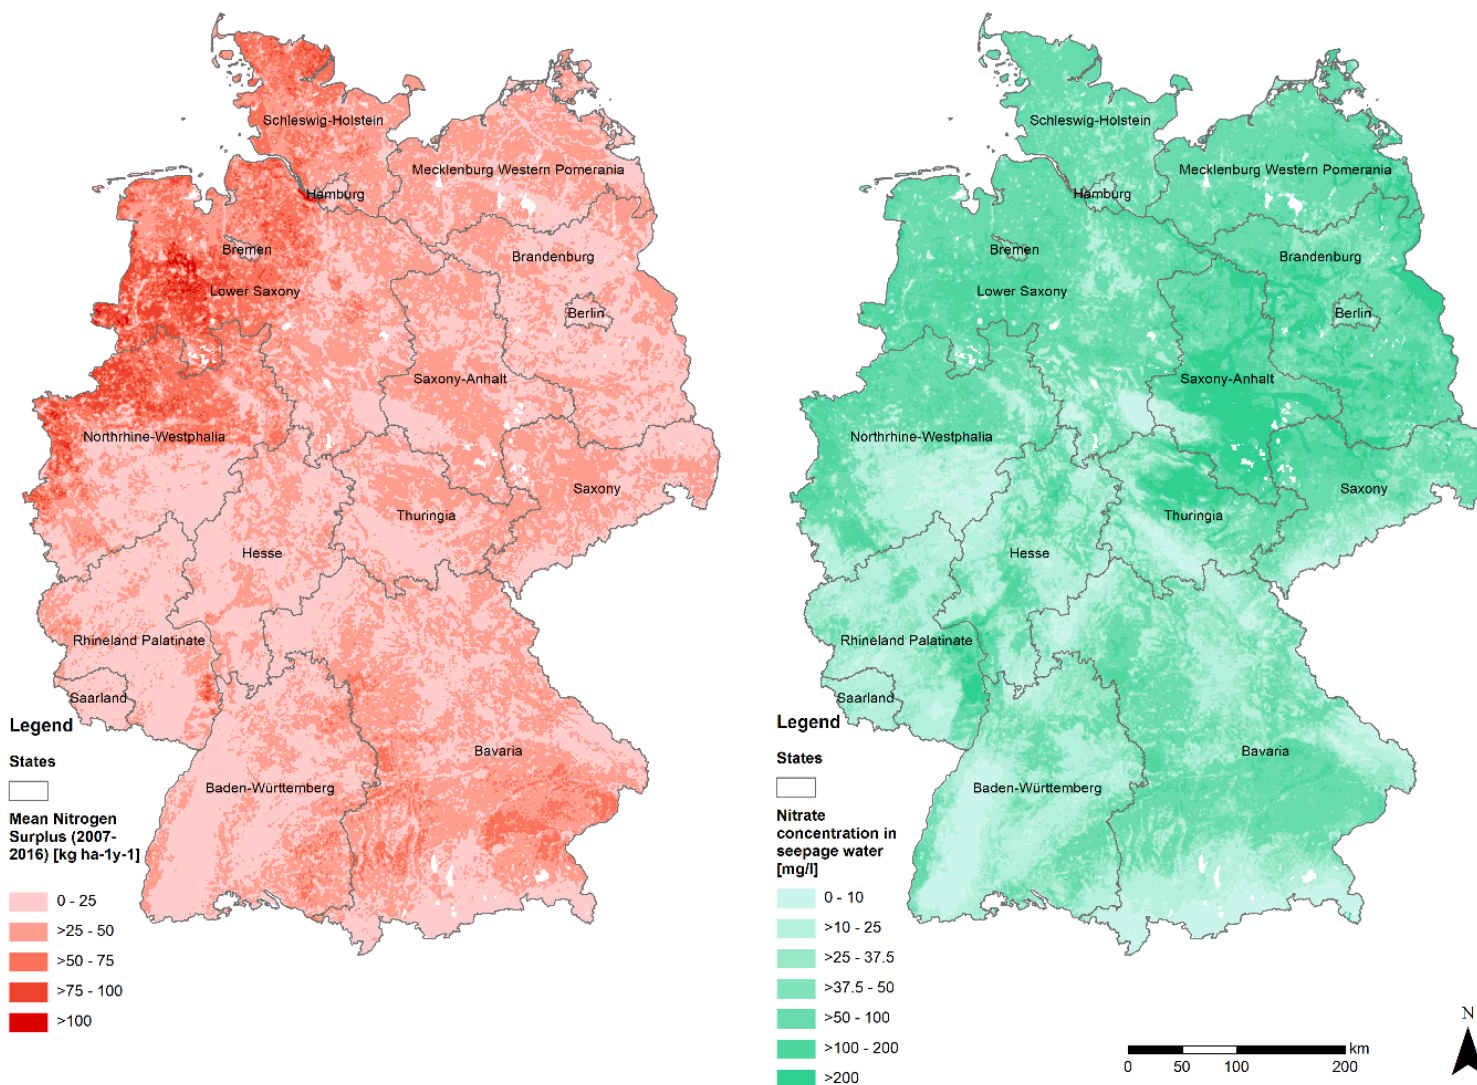 Schleswig-Holstein
Mecklenburg Western Pomerania
Hamburg
Bremen
Brandenburg
Lower Saxony
Berlin
Saxony-Anhalt
Northrhine-Westphalia
Saxony
Thuringia
Hesse
Rhineland Palatinate
Saarland
Bavaria
Baden-Württemberg
Legend
States
Mean Nitrogen
Surplus (2007-
2016) [kg ha-1y-1]
0 - 25
>25 - 50
>50 - 75
>75 - 100
>100
Schleswig-Holstein
Mecklenburg Western Pomerania
Hamburg
Bremen
Brandenburg
Lower Saxony
Berlin
Saxony-Anhalt
Northrhine-Westphalia
Saxony
Thuringia
Hesse
Rhineland Palatinate
Saarland
Bavaria
Baden-Württemberg
Legend
States
Nitrate
concentration in
seepage water
[mg/l]
0 - 10
>10 - 25
>25 - 37.5
>37.5 - 50
>50 - 100
>100 - 200
>200
N
km
0 50 100 200